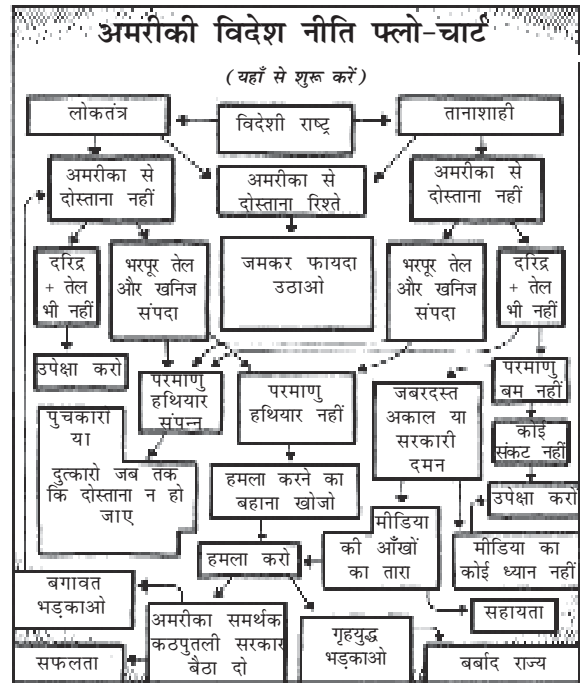 अमरीकी विदेश नीति फ्लो-चार्ट
(यहाँ से शुरू करें)
लोकतंत्र
विदेशी राष्ट्र
तानाशाही
अमरीका से
दोस्ताना नहीं
अमरीका से
दोस्ताना रिश्ते
अमरीका से
दोस्ताना नहीं
दरिद्र
+ तेल
भी नहीं
भरपूर तेल
और खनिज
संपदा
जमकर फायदा
उठाओ
भरपूर तेल
और खनिज
संपदा
दरिद्र
+ तेल
भी नहीं
उपेक्षा करो
परमाणु
हथियार
संपन्न
परमाणु
हथियार नहीं
जबरदस्त
अकाल या
सरकारी
दमन
परमाणु
बम नहीं
पुचकारो
या
दुत्कारो जब तक
कि दोस्ताना न हो
जाए
कोई
संकट नहीं
हमला करने का
बहाना खोजो
उपेक्षा करो
मीडिया
की आँखों
का तारा
हमला करो
मीडिया का
कोई ध्यान नहीं
बगावत
भड़काओ
अमरीका समर्थक
कठपुतली सरकार
बैठा दो
गृहयुद्ध
भड़काओ
सहायता
सफलता
बर्बाद राज्य